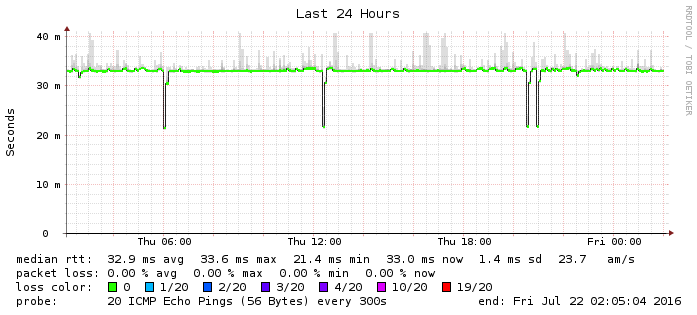 Last 24 Hours
RRDTOOL / TOBI OETIKER
Seconds
40 m
30 m
20 m
10 m
0
Thu 06:00 Thu 12:00 Thu 18:00 Fri 00:00
median rtt: 32.9 ms avg 33.6 ms max 21.4 ms min 33.0 ms now 1.4 ms sd 23.7 am/s
packet loss: 0.00 % avg 0.00 % max 0.00 % min 0.00 % now
loss color: 0 1/20 2/20 3/20 4/20 10/20 19/20
probe: 20 ICMP Echo Pings (56 Bytes) every 300s end: Fri Jul 22 02:05:04 2016